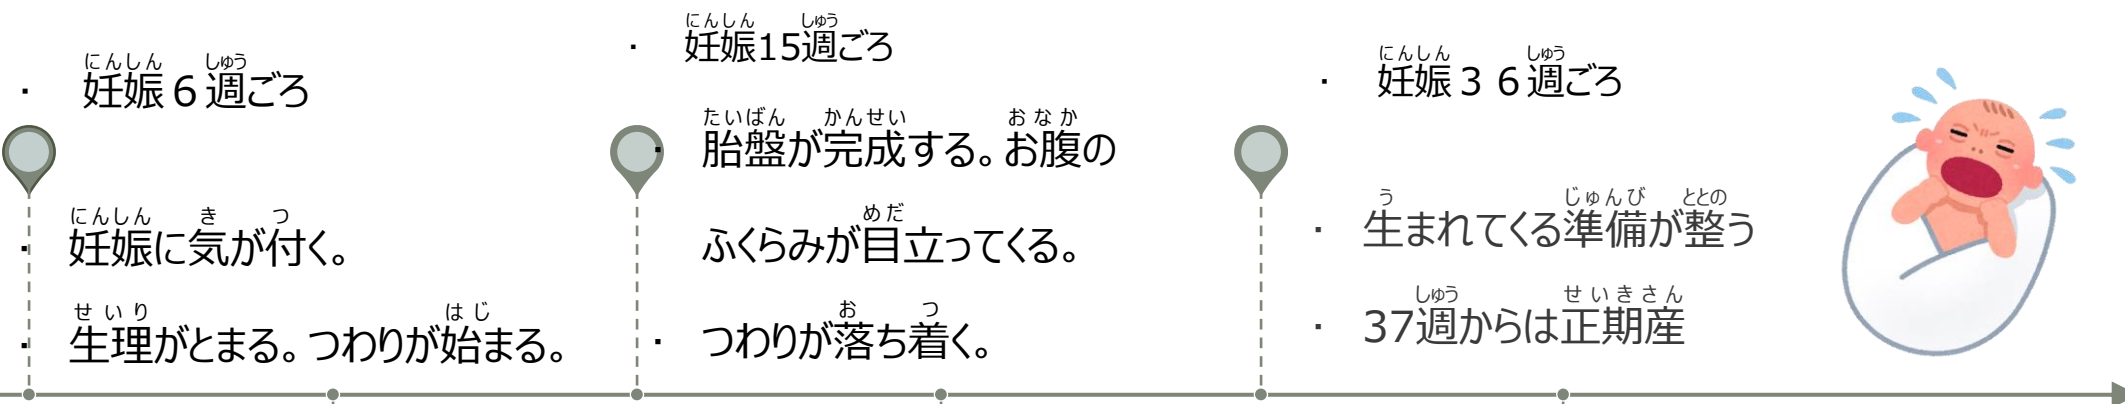 ・ 妊娠６週ごろ
・ 妊娠に気が付く。
・ 生理がとまる。つわりが始まる。
・ 妊娠15週ごろ
・ 胎盤が完成する。お腹の
ふくらみが目立ってくる。
・ つわりが落ち着く。
・ 妊娠３６週ごろ
・ 生まれてくる準備が整う
・ 37週からは正期産